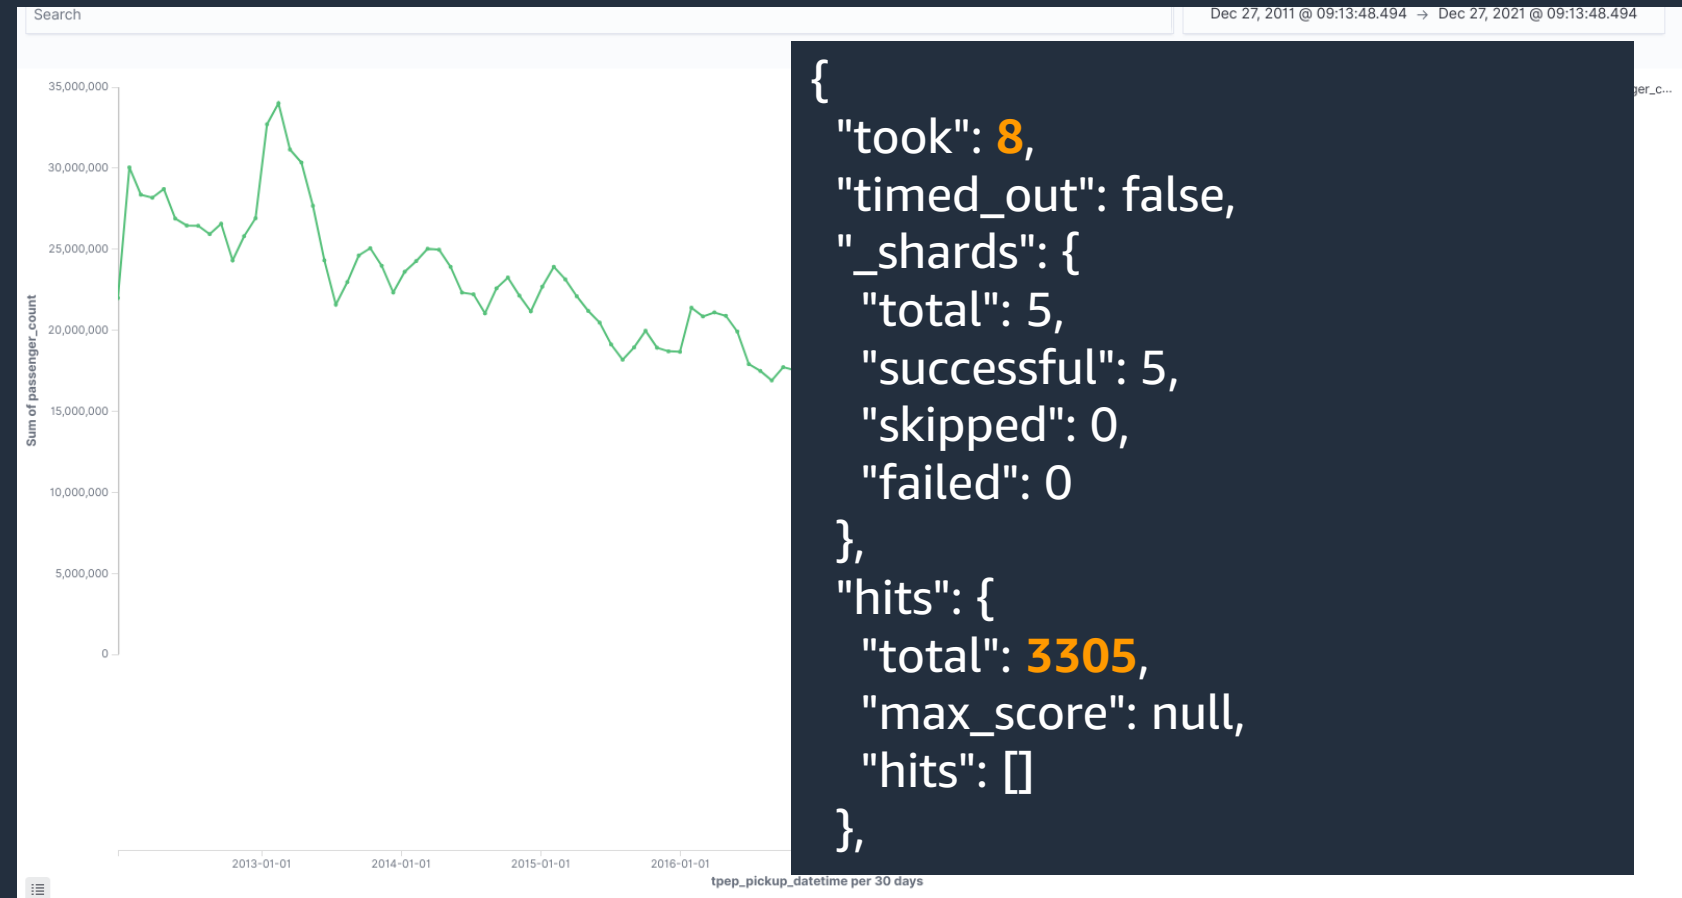 Search
Dec 27, 2011 @ 09:13:48.494 → Dec 27, 2021 @ 09:13:48.494
ger_c...
35,000,000
30,000,000
25,000,000
20,000,000
15,000,000
10,000,000
5,000,000
0
Sum of passenger_count
2013-01-01
2014-01-01
2015-01-01
2016-01-01
tpep_pickup_datetime per 30 days
{
"took": 8,
"timed_out": false,
"_shards": {
"total": 5,
"successful": 5,
"skipped": 0,
"failed": 0
},
"hits": {
"total": 3305,
"max_score": null,
"hits": []
},